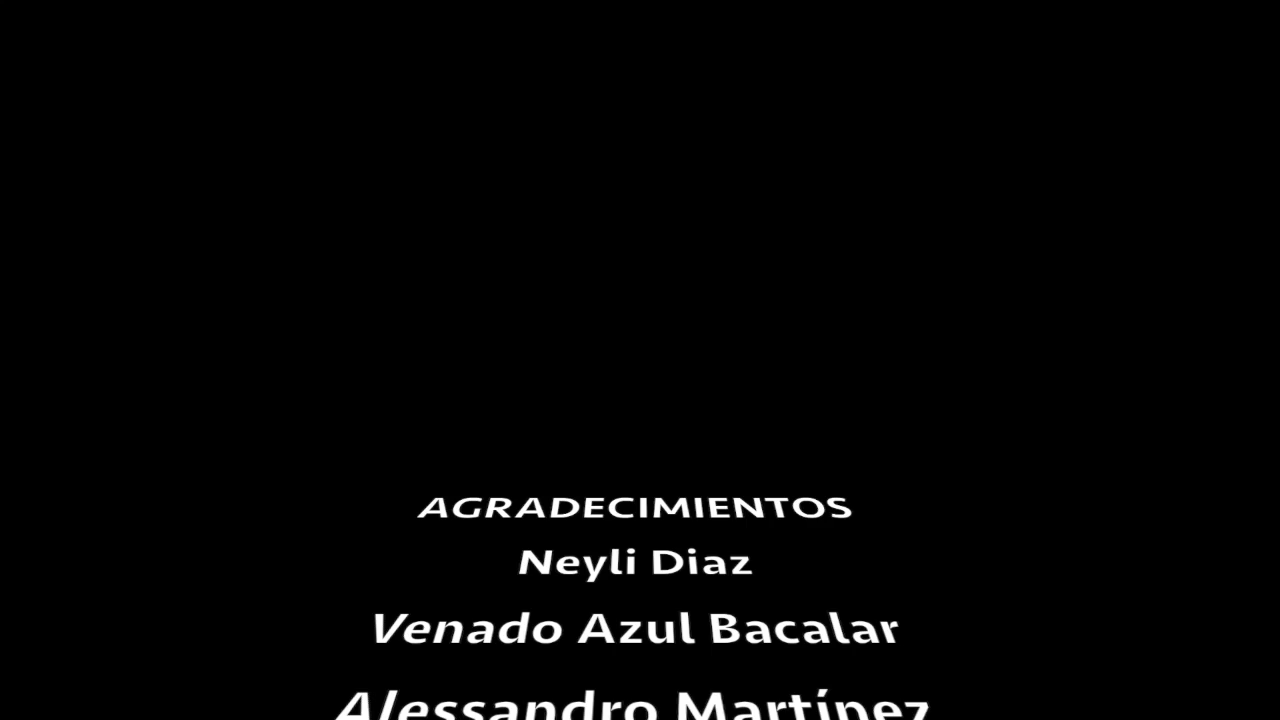 AGRADECIMIENTOS
Neyli Diaz
Venado Azul Bacalar
Alessandro Martínez